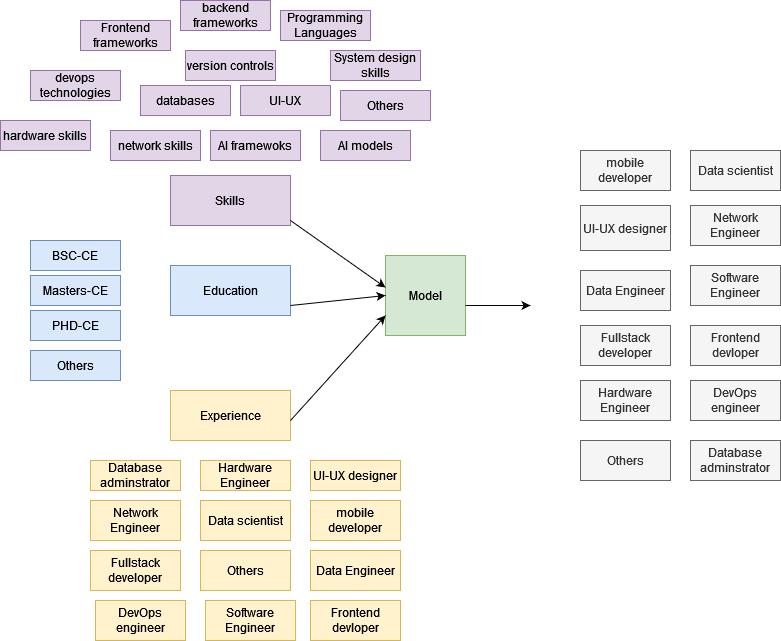 backend
frameworks
Programming
Languages
Frontend
frameworks
version controls
System design
skills
devops
technologies
databases
UI-UX
Others
hardware skills
network skills
AI framewoks
AI models
Skills
BSC-CE
Masters-CE
PHD-CE
Others
Education
Experience
Model
Database
adminstrator
Hardware
Engineer
UI-UX designer
Network
Engineer
Data scientist
mobile
developer
Fullstack
developer
Others
Data Engineer
DevOps
engineer
Software
Engineer
Frontend
devloper
mobile
developer
Data scientist
UI-UX designer
Network
Engineer
Data Engineer
Software
Engineer
Fullstack
developer
Frontend
devloper
Hardware
Engineer
DevOps
engineer
Others
Database
adminstrator